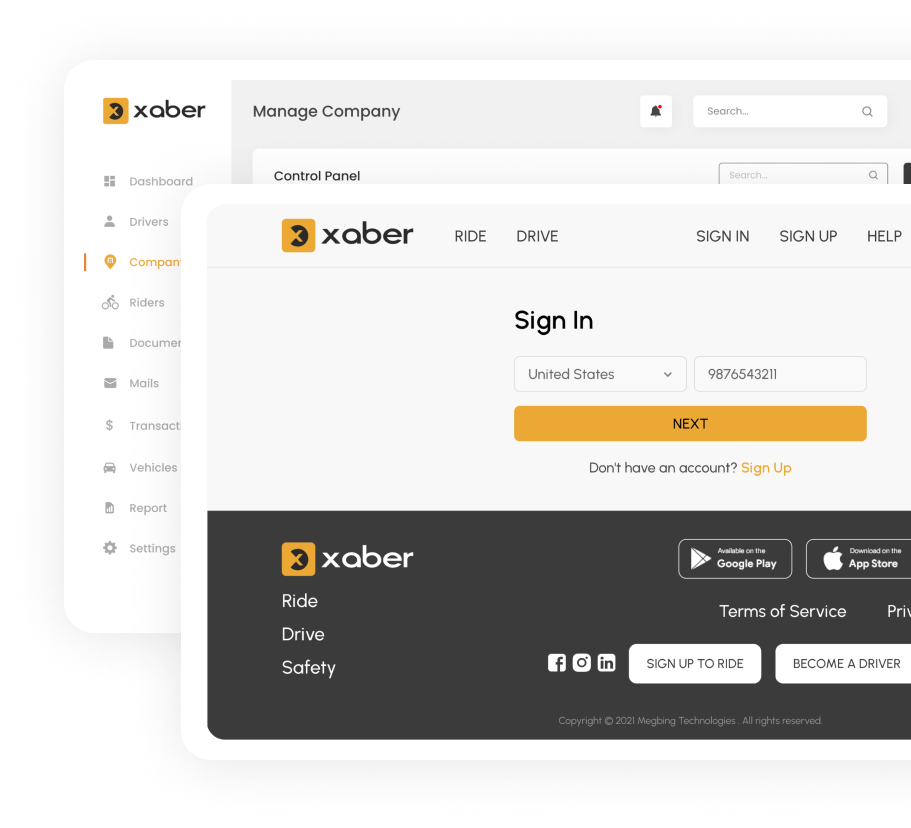 xaber
Manage Company
Search...
Control Panel
Search...
Dashboard
Drivers
Compan
Riders
Documen
Mails
$ Transact
Vehicles
Report
Settings
xaber RIDE DRIVE SIGN IN SIGN UP HELP
Sign In
United States 9876543211
NEXT
Don't have an account? Sign Up
xaber
Ride
Drive
Safety
Available on the
Google Play
Download on the
App Store
Terms of Service Priv
f in
SIGN UP TO RIDE BECOME A DRIVER
Copyright © 2021 Megbing Technologies . All rights reserved.